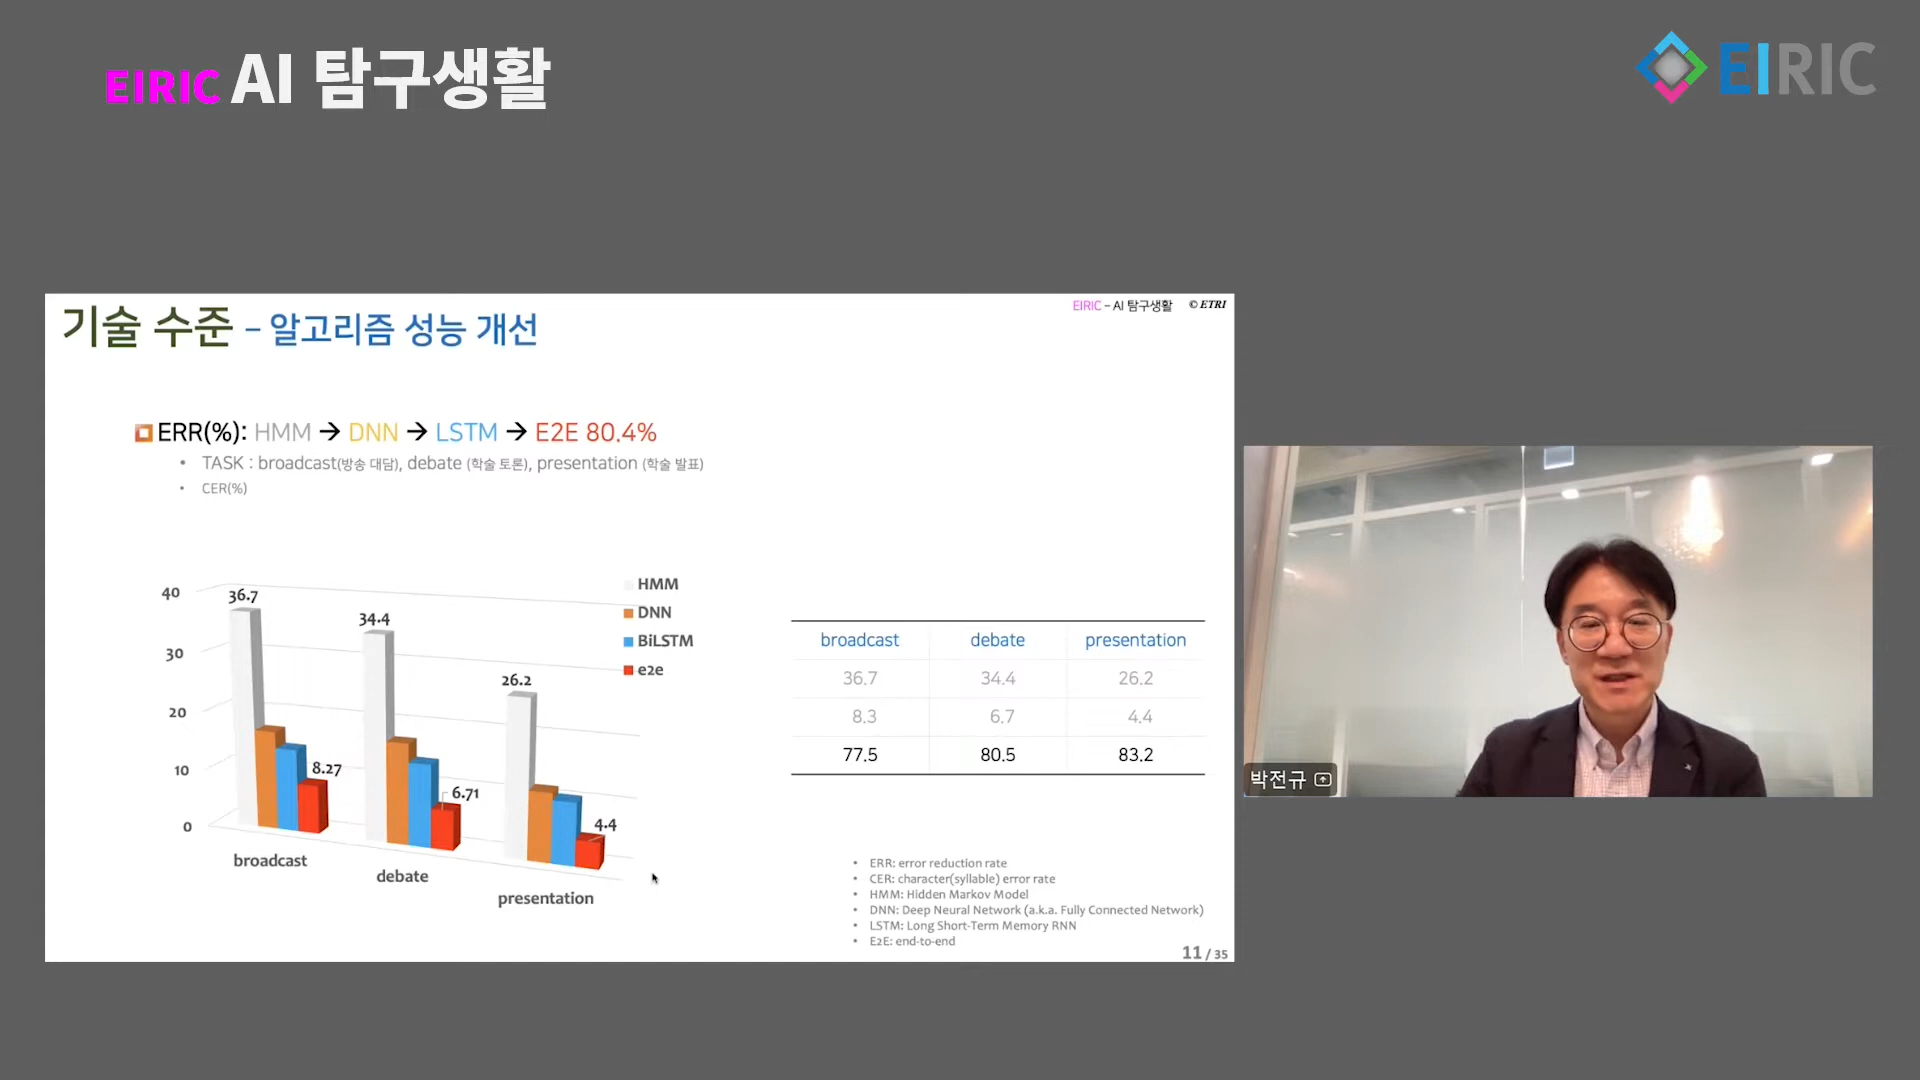 EIRIC AI 탐구생활
EIRIC
기술 수준 – 알고리즘 성능 개선
EIRIC – AI 탐구생활 © ETRI
ERR(%): HMM → DNN → LSTM → E2E 80.4%
• TASK : broadcast(방송 대담), debate (학술 토론), presentation (학술 발표)
• CER(%)
40
30
20
10
0
36.7
8.27
34.4
6.71
26.2
4.4
broadcast
debate
presentation
HMM
DNN
BiLSTM
e2e
broadcast debate presentation
36.7 34.4 26.2
8.3 6.7 4.4
77.5 80.5 83.2
• ERR: error reduction rate
• CER: character(syllable) error rate
• HMM: Hidden Markov Model
• DNN: Deep Neural Network (a.k.a. Fully Connected Network)
• LSTM: Long Short-Term Memory RNN
• E2E: end-to-end
11 / 35
박전규